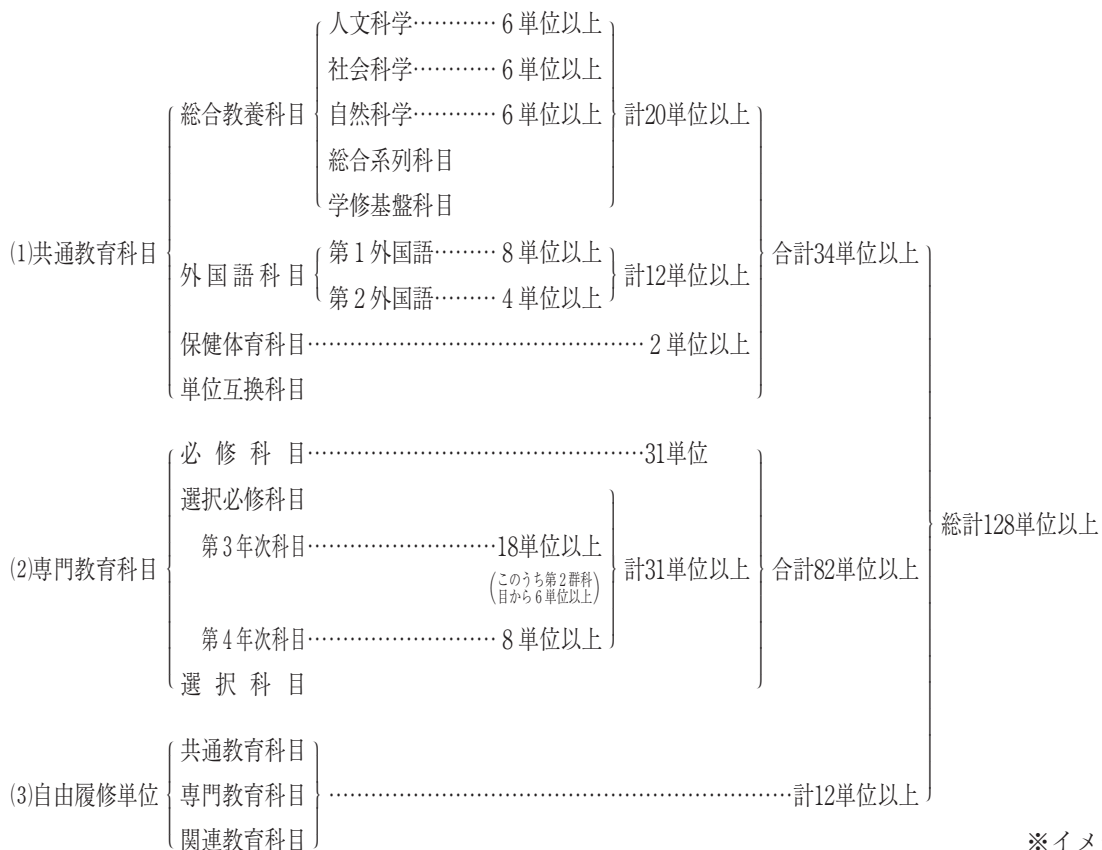 人文科学…………6単位以上
社会科学…………6単位以上
総合教養科目 自然科学…………6単位以上 計20単位以上
総合系列科目
学修基盤科目
(1)共通教育科目 合計34単位以上
外国語科目 第1外国語………8単位以上 計12単位以上
第2外国語………4単位以上
保健体育科目…………………………………………2単位以上
単位互換科目
必修科目…………………………………………31単位
選択必修科目
総計128単位以上
第3年次科目………………………18単位以上
(2)専門教育科目 計31単位以上 合計82単位以上
(このうち第2群科
目から6単位以上)
第4年次科目………………………8単位以上
選択科目
共通教育科目
(3)自由履修単位 専門教育科目 …………………………………………………………計12単位以上
関連教育科目
※イメ